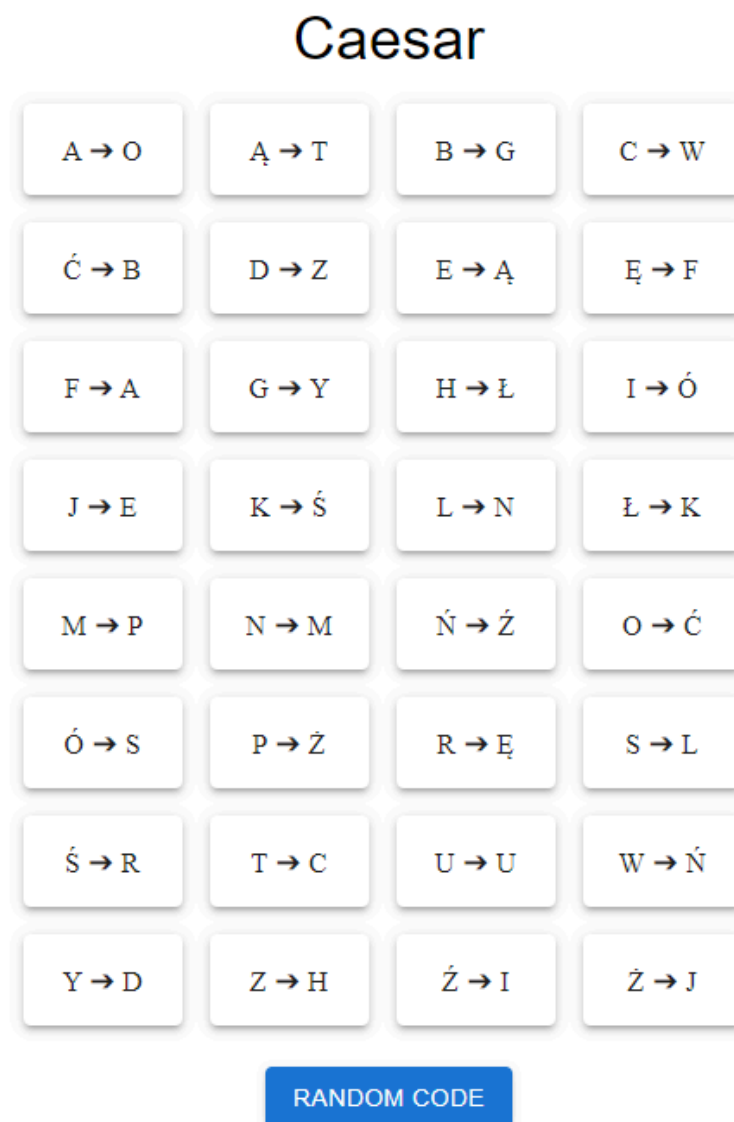 Caesar
A ➔ O Ą ➔ T B ➔ G C ➔ W
Ć ➔ B D ➔ Z E ➔ Ą Ę ➔ F
F ➔ A G ➔ Y H ➔ Ł I ➔ Ó
J ➔ E K ➔ Ś L ➔ N Ł ➔ K
M ➔ P N ➔ M Ń ➔ Ź O ➔ Ć
Ó ➔ S P ➔ Ż R ➔ Ę S ➔ L
Ś ➔ R T ➔ C U ➔ U W ➔ Ń
Y ➔ D Z ➔ H Ź ➔ I Ż ➔ J
RANDOM CODE